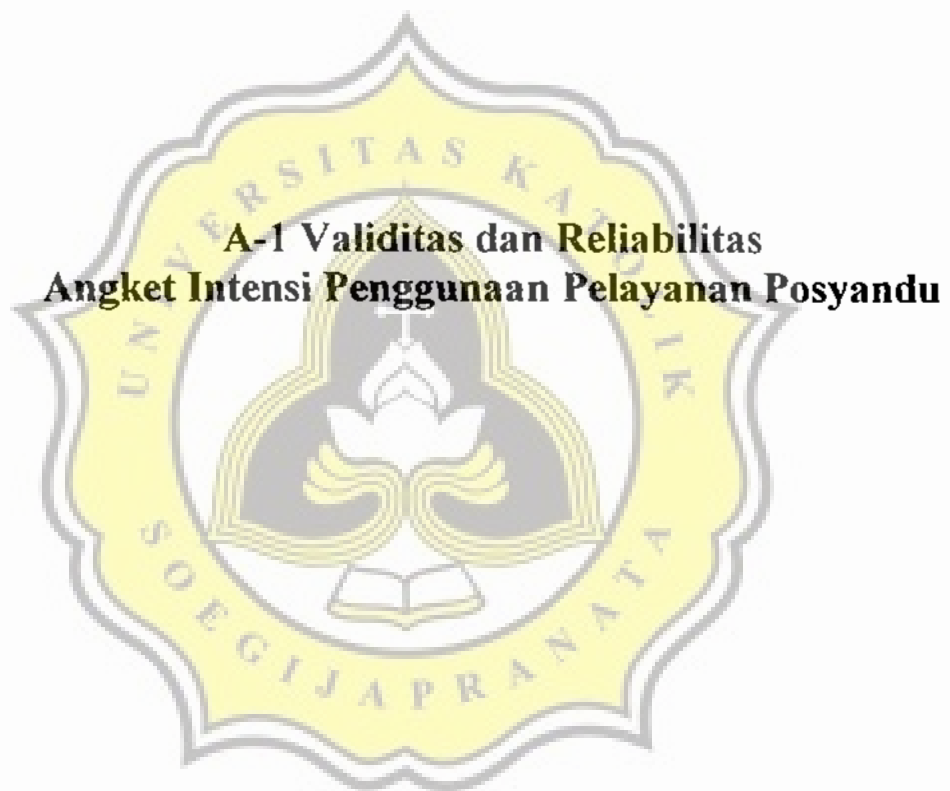 A-1 Validitas dan Reliabilitas
Angket Intensi Penggunaan Pelayanan Posyandu
UNIVERSITAS KATOLIK
SOEGIJAPRANATA